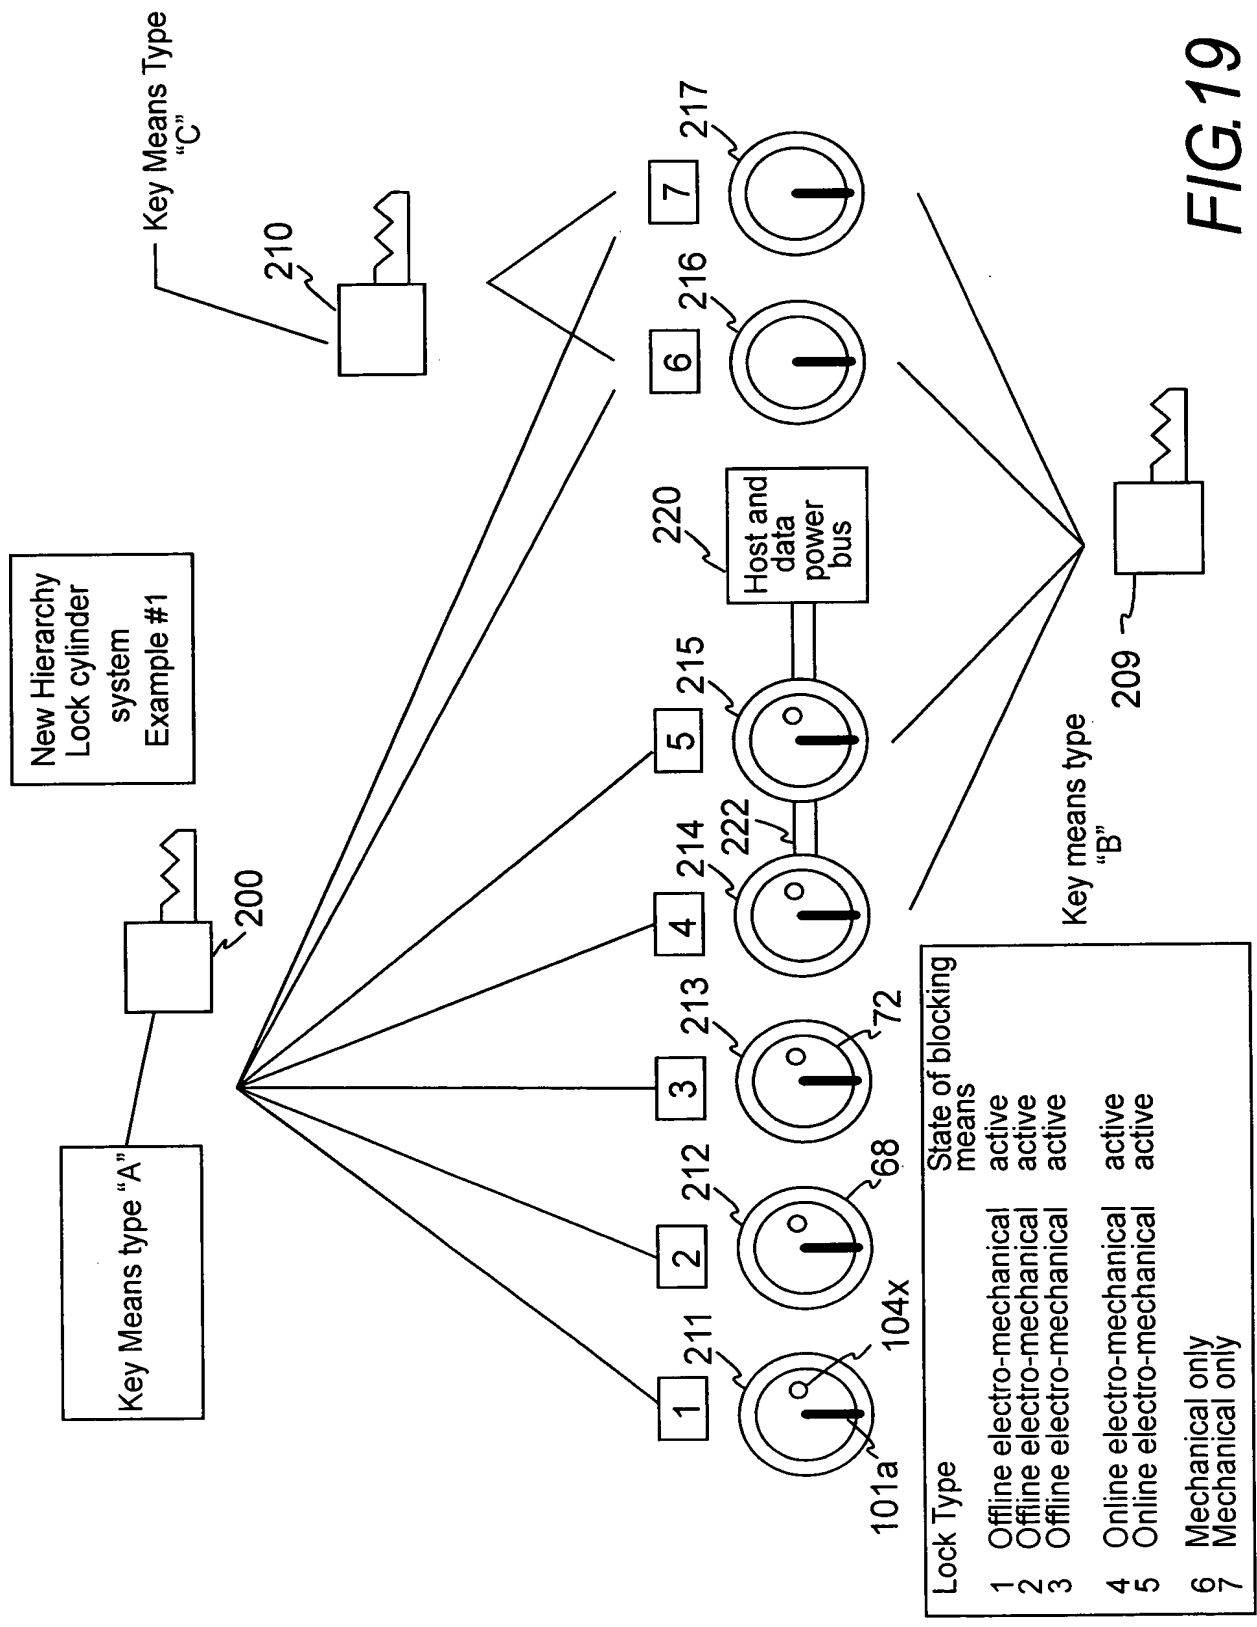 New Hierarchy
Lock cylinder
system
Example #1
Key Means type “A”
200
Key Means Type
“C”
210
1
2
3
4
5
6
7
211
212
213
214
222
215
220
216
217
Host and
data
power
bus
101a
104x
68
72
Key means type
“B”
209
Lock Type State of blocking
means
1 Offline electro-mechanical active
2 Offline electro-mechanical active
3 Offline electro-mechanical active
4 Online electro-mechanical active
5 Online electro-mechanical active
6 Mechanical only
7 Mechanical only
FIG.19